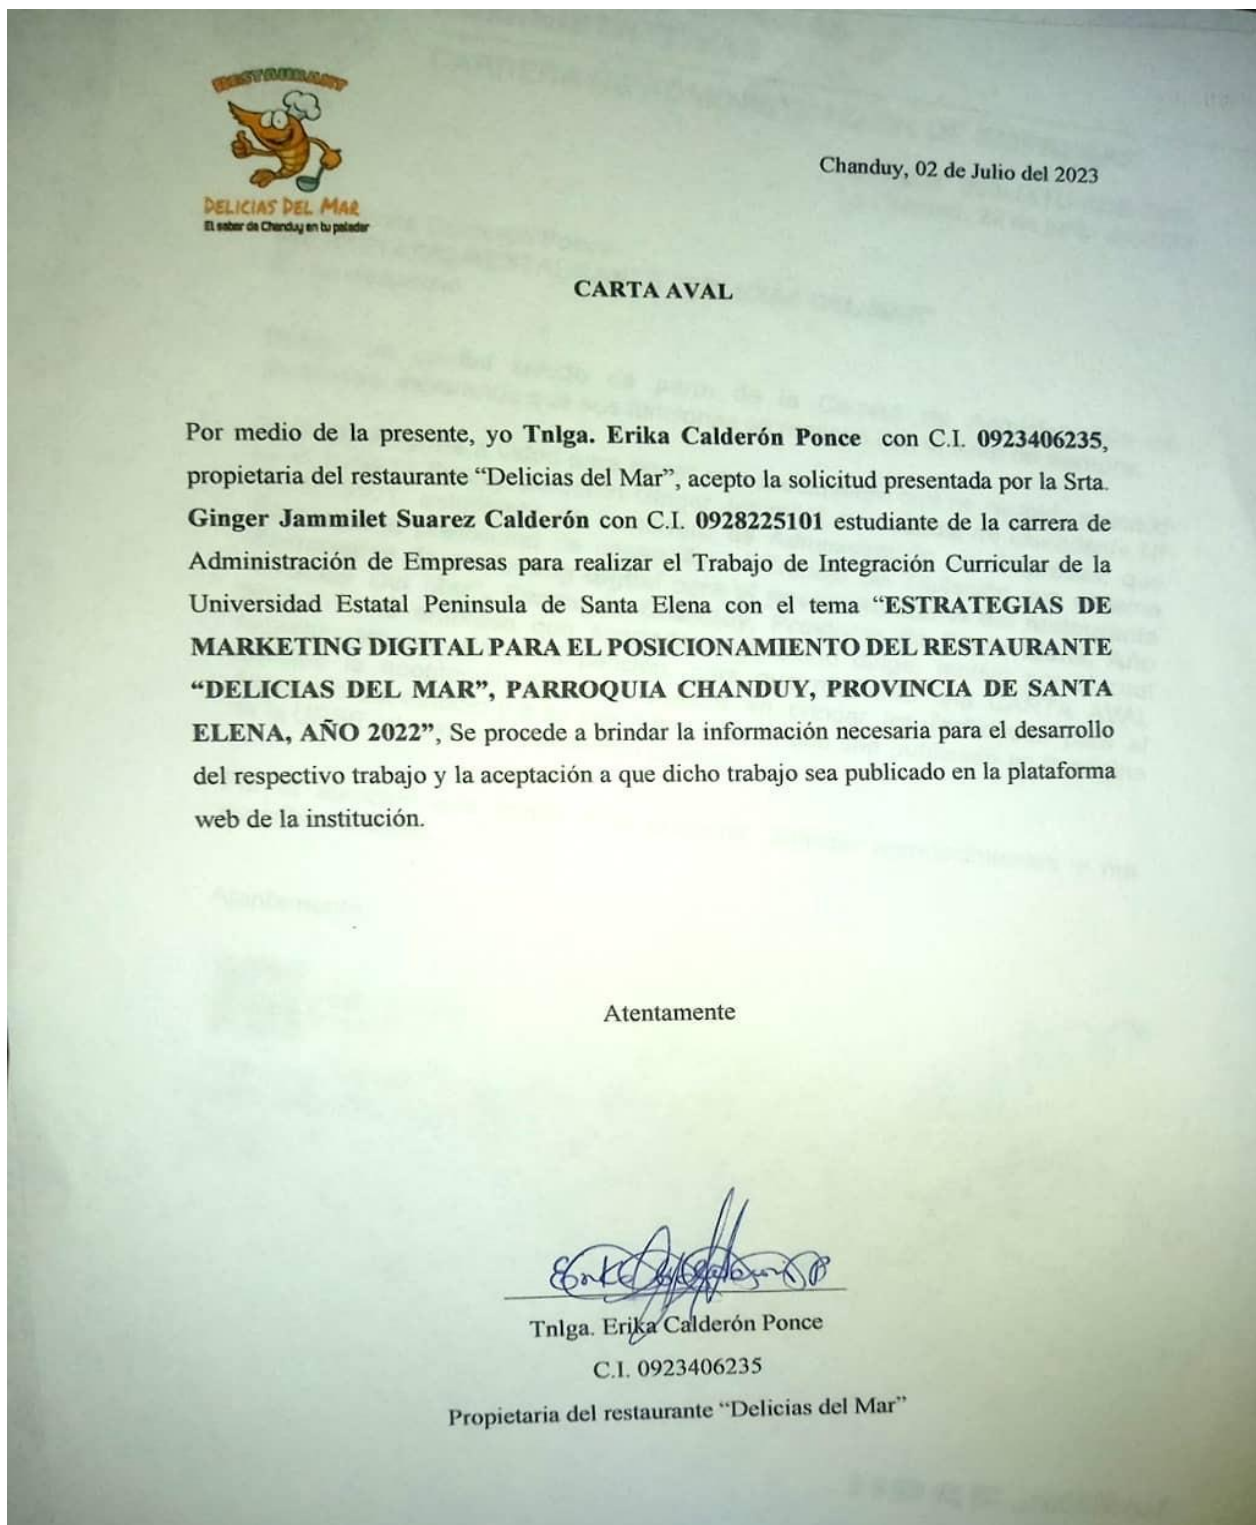 RESTAURANT
DELICIAS DEL MAR
El sabor de Chanduy en tu paladar
Chanduy, 02 de Julio del 2023
CARTA AVAL
Por medio de la presente, yo Tnlga. Erika Calderón Ponce con C.I. 0923406235,
propietaria del restaurante “Delicias del Mar”, acepto la solicitud presentada por la Srta.
Ginger Jammilet Suarez Calderón con C.I. 0928225101 estudiante de la carrera de
Administración de Empresas para realizar el Trabajo de Integración Curricular de la
Universidad Estatal Peninsula de Santa Elena con el tema “ESTRATEGIAS DE
MARKETING DIGITAL PARA EL POSICIONAMIENTO DEL RESTAURANTE
“DELICIAS DEL MAR”, PARROQUIA CHANDUY, PROVINCIA DE SANTA
ELENA, AÑO 2022”, Se procede a brindar la información necesaria para el desarrollo
del respectivo trabajo y la aceptación a que dicho trabajo sea publicado en la plataforma
web de la institución.
Atentamente
Tnlga. Erika Calderón Ponce
C.I. 0923406235
Propietaria del restaurante “Delicias del Mar”